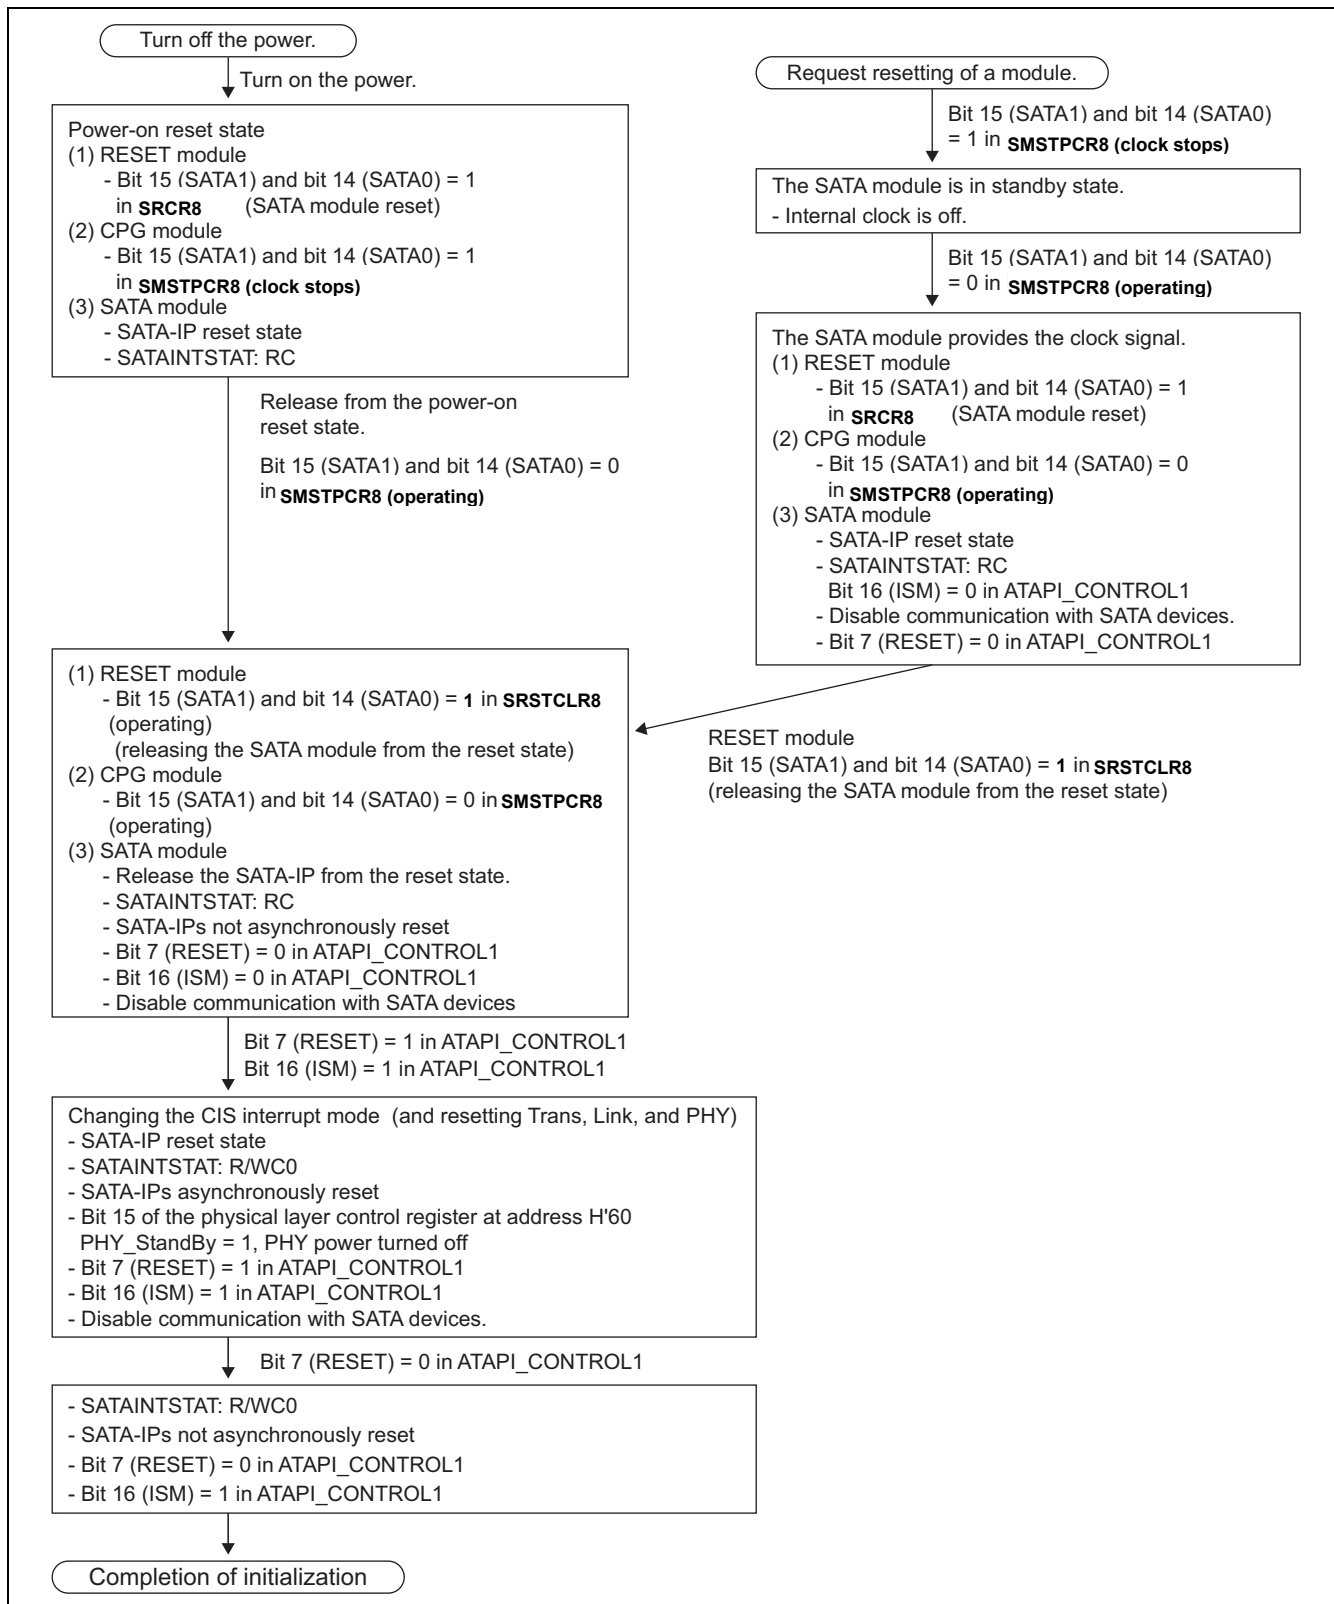 Turn off the power.
Turn on the power.
Power-on reset state
(1) RESET module
- Bit 15 (SATA1) and bit 14 (SATA0) = 1
in SRCR8 (SATA module reset)
(2) CPG module
- Bit 15 (SATA1) and bit 14 (SATA0) = 1
in SMSTPCR8 (clock stops)
(3) SATA module
- SATA-IP reset state
- SATAINTSTAT: RC
Release from the power-on
reset state.
Bit 15 (SATA1) and bit 14 (SATA0) = 0
in SMSTPCR8 (operating)
Request resetting of a module.
Bit 15 (SATA1) and bit 14 (SATA0)
= 1 in SMSTPCR8 (clock stops)
The SATA module is in standby state.
- Internal clock is off.
Bit 15 (SATA1) and bit 14 (SATA0)
= 0 in SMSTPCR8 (operating)
The SATA module provides the clock signal.
(1) RESET module
- Bit 15 (SATA1) and bit 14 (SATA0) = 1
in SRCR8 (SATA module reset)
(2) CPG module
- Bit 15 (SATA1) and bit 14 (SATA0) = 0
in SMSTPCR8 (operating)
(3) SATA module
- SATA-IP reset state
- SATAINTSTAT: RC
Bit 16 (ISM) = 0 in ATAPI_CONTROL1
- Disable communication with SATA devices.
- Bit 7 (RESET) = 0 in ATAPI_CONTROL1
RESET module
Bit 15 (SATA1) and bit 14 (SATA0) = 1 in SRSTCLR8
(releasing the SATA module from the reset state)
(1) RESET module
- Bit 15 (SATA1) and bit 14 (SATA0) = 1 in SRSTCLR8
(operating)
(releasing the SATA module from the reset state)
(2) CPG module
- Bit 15 (SATA1) and bit 14 (SATA0) = 0 in SMSTPCR8
(operating)
(3) SATA module
- Release the SATA-IP from the reset state.
- SATAINTSTAT: RC
- SATA-IPs not asynchronously reset
- Bit 7 (RESET) = 0 in ATAPI_CONTROL1
- Bit 16 (ISM) = 0 in ATAPI_CONTROL1
- Disable communication with SATA devices
Bit 7 (RESET) = 1 in ATAPI_CONTROL1
Bit 16 (ISM) = 1 in ATAPI_CONTROL1
Changing the CIS interrupt mode (and resetting Trans, Link, and PHY)
- SATA-IP reset state
- SATAINTSTAT: R/WC0
- SATA-IPs asynchronously reset
- Bit 15 of the physical layer control register at address H'60
PHY_StandBy = 1, PHY power turned off
- Bit 7 (RESET) = 1 in ATAPI_CONTROL1
- Bit 16 (ISM) = 1 in ATAPI_CONTROL1
- Disable communication with SATA devices.
Bit 7 (RESET) = 0 in ATAPI_CONTROL1
- SATAINTSTAT: R/WC0
- SATA-IPs not asynchronously reset
- Bit 7 (RESET) = 0 in ATAPI_CONTROL1
- Bit 16 (ISM) = 1 in ATAPI_CONTROL1
Completion of initialization